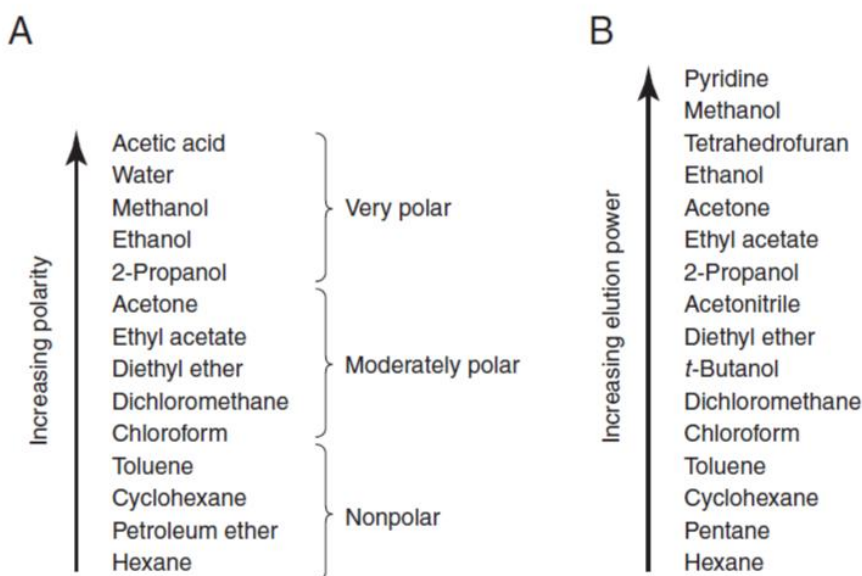 A
Increasing polarity
Acetic acid
Water
Methanol
Ethanol
2-Propanol
Acetone
Ethyl acetate
Diethyl ether
Dichloromethane
Chloroform
Toluene
Cyclohexane
Petroleum ether
Hexane
Very polar
Moderately polar
Nonpolar
B
Increasing elution power
Pyridine
Methanol
Tetrahedrofuran
Ethanol
Acetone
Ethyl acetate
2-Propanol
Acetonitrile
Diethyl ether
t-Butanol
Dichloromethane
Chloroform
Toluene
Cyclohexane
Pentane
Hexane